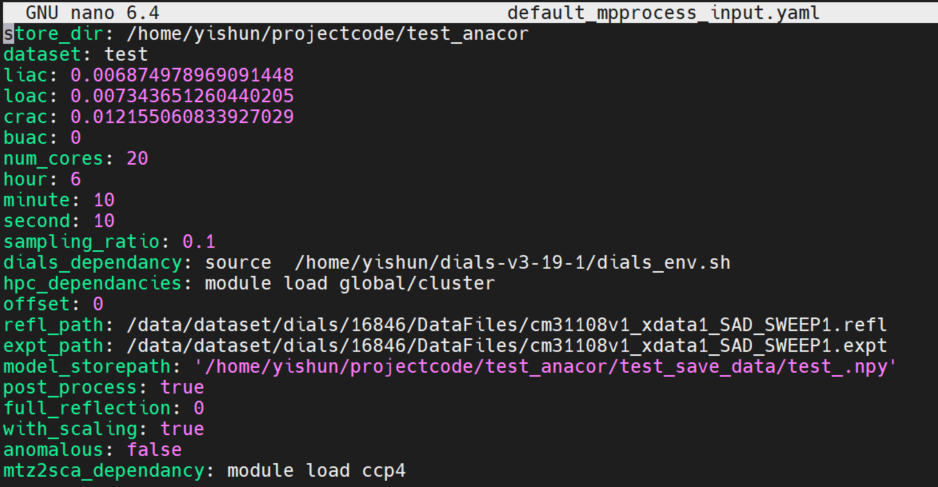 GNU nano 6.4 default_mpprocess_input.yaml
store_dir: /home/yishun/projectcode/test_anacor
dataset: test
liac: 0.006874978969091448
loac: 0.007343651260440205
crac: 0.012155060833927029
buac: 0
num_cores: 20
hour: 6
minute: 10
second: 10
sampling_ratio: 0.1
dials_dependancy: source  /home/yishun/dials-v3-19-1/dials_env.sh
hpc_dependancies: module load global/cluster
offset: 0
refl_path: /data/dataset/dials/16846/DataFiles/cm31108v1_xdata1_SAD_SWEEP1.refl
expt_path: /data/dataset/dials/16846/DataFiles/cm31108v1_xdata1_SAD_SWEEP1.expt
model_storepath: '/home/yishun/projectcode/test_anacor/test_save_data/test_.npy'
post_process: true
full_reflection: 0
with_scaling: true
anomalous: false
mtz2sca_dependancy: module load ccp4